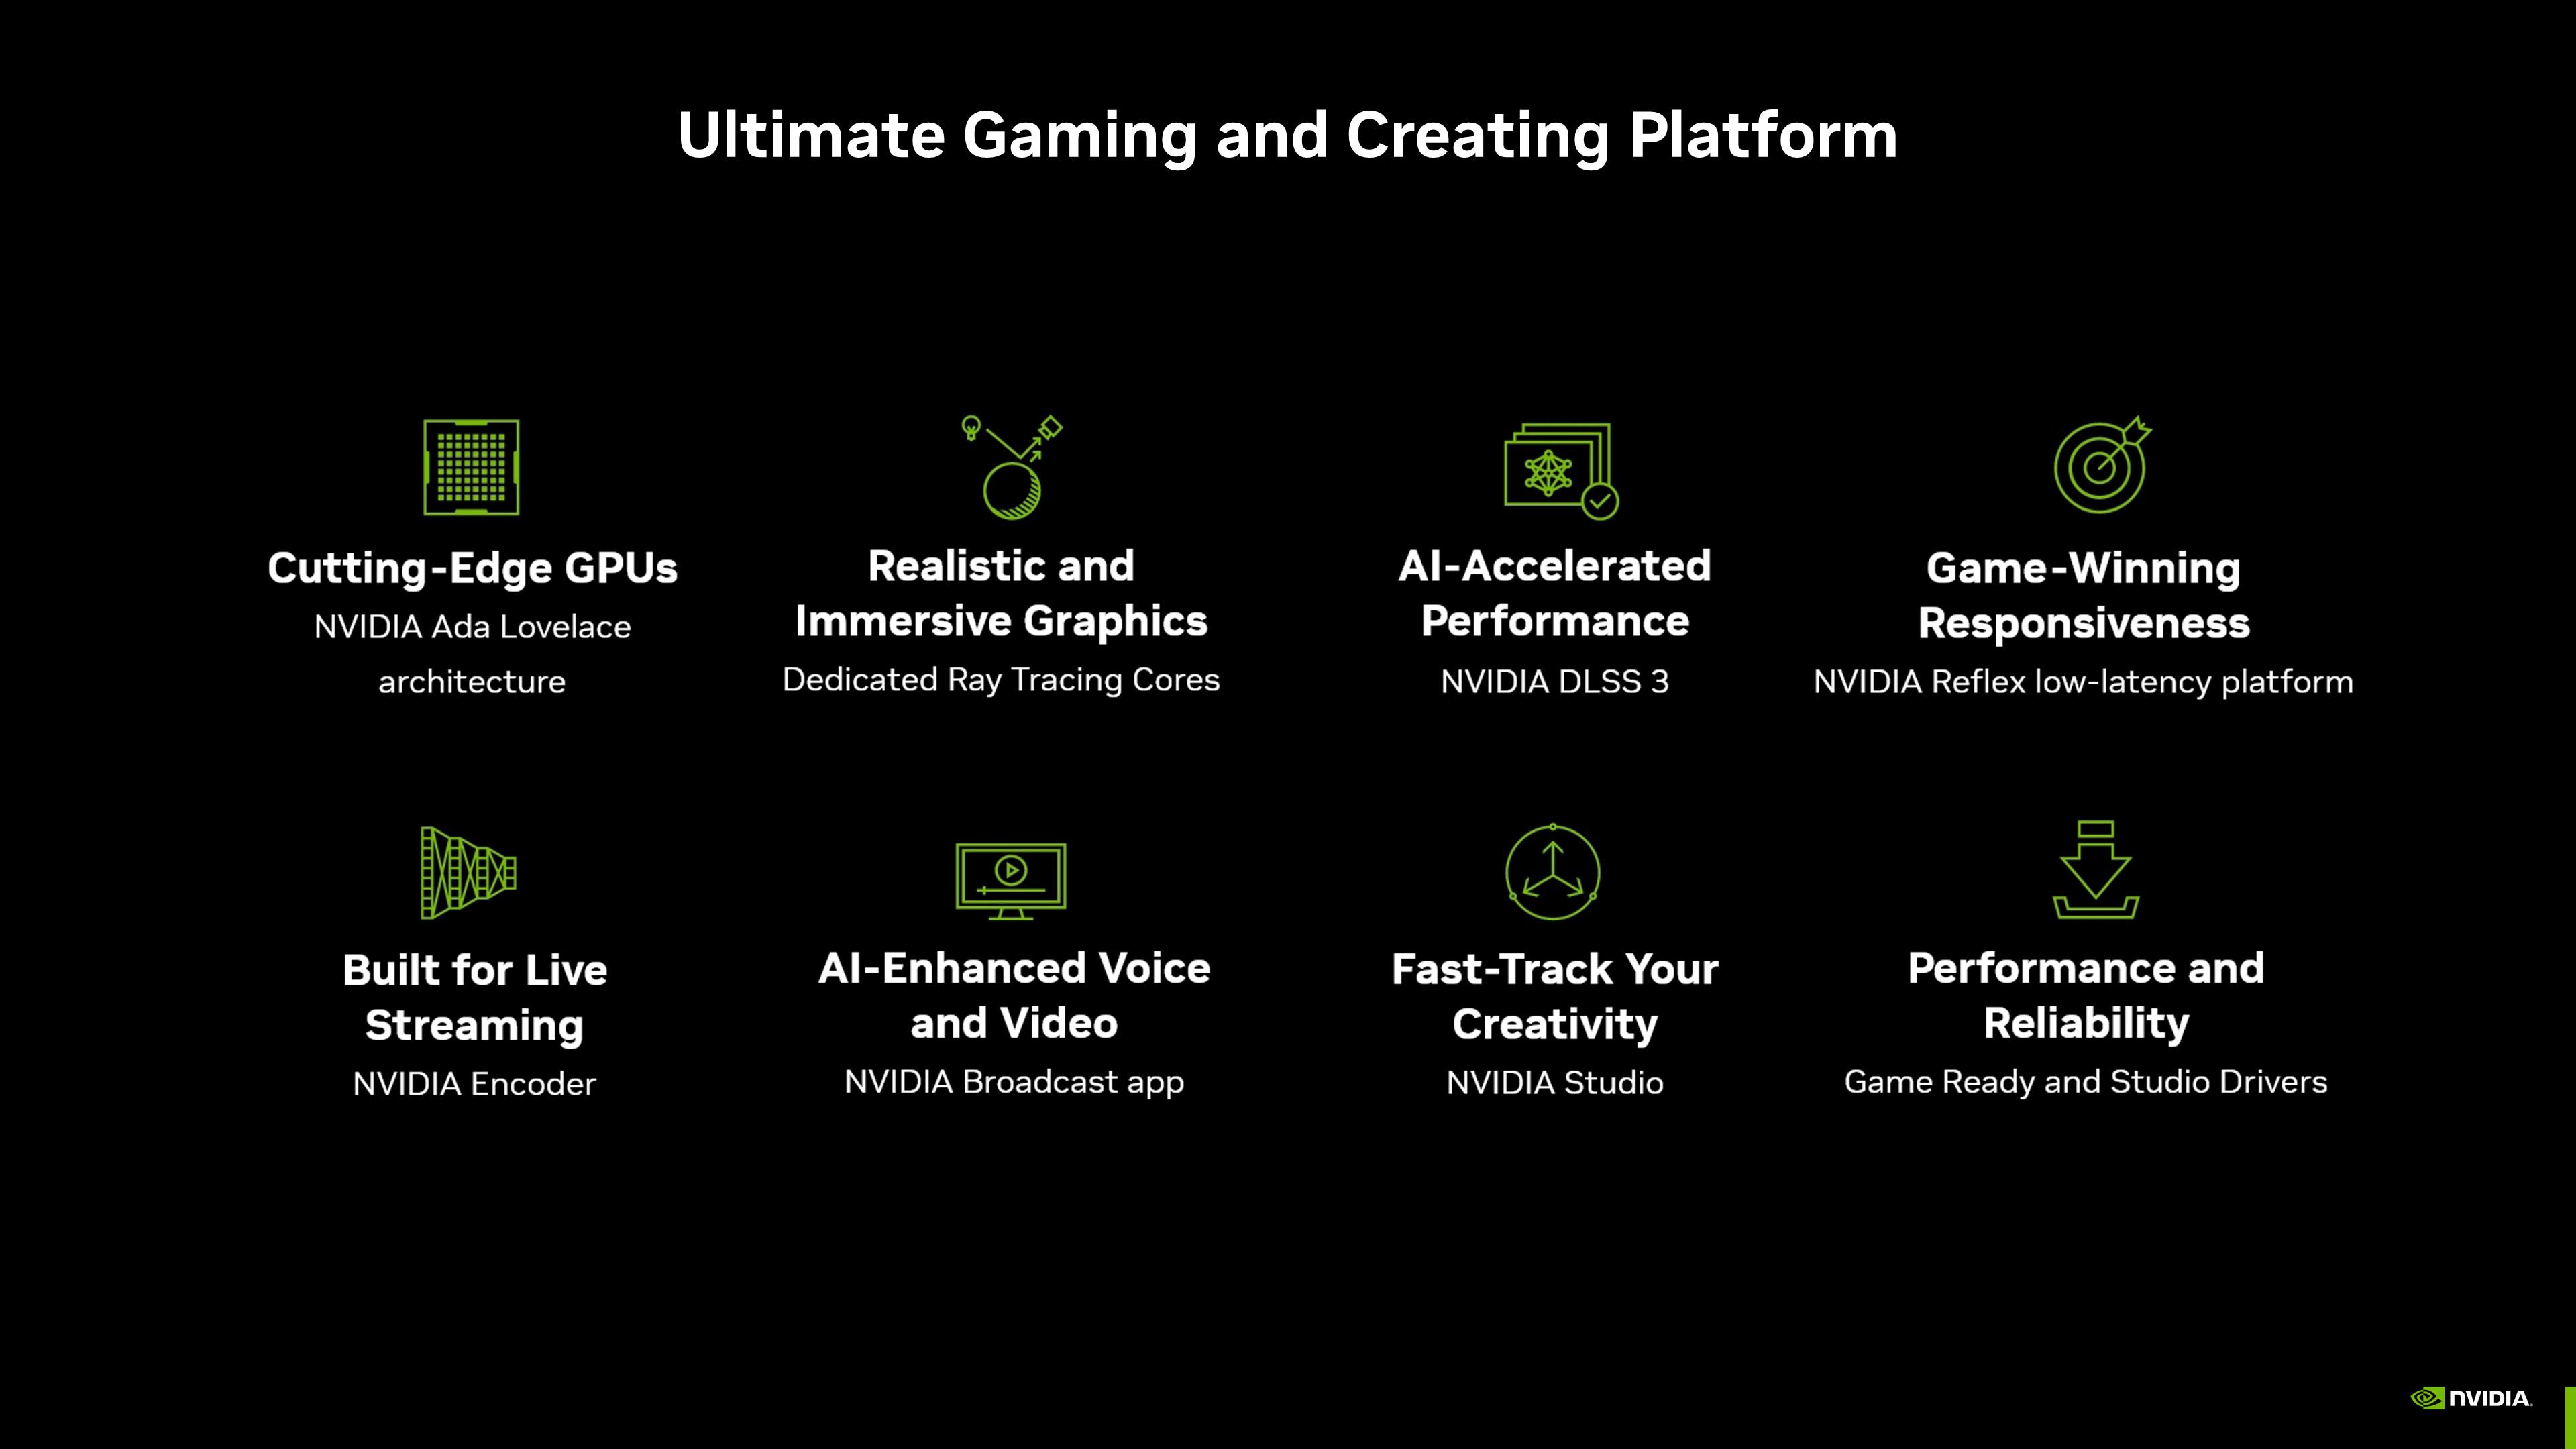 Ultimate Gaming and Creating Platform
Cutting-Edge GPUs
NVIDIA Ada Lovelace
architecture
Realistic and
Immersive Graphics
Dedicated Ray Tracing Cores
AI-Accelerated
Performance
NVIDIA DLSS 3
Game-Winning
Responsiveness
NVIDIA Reflex low-latency platform
Built for Live
Streaming
NVIDIA Encoder
AI-Enhanced Voice
and Video
NVIDIA Broadcast app
Fast-Track Your
Creativity
NVIDIA Studio
Performance and
Reliability
Game Ready and Studio Drivers
NVIDIA.